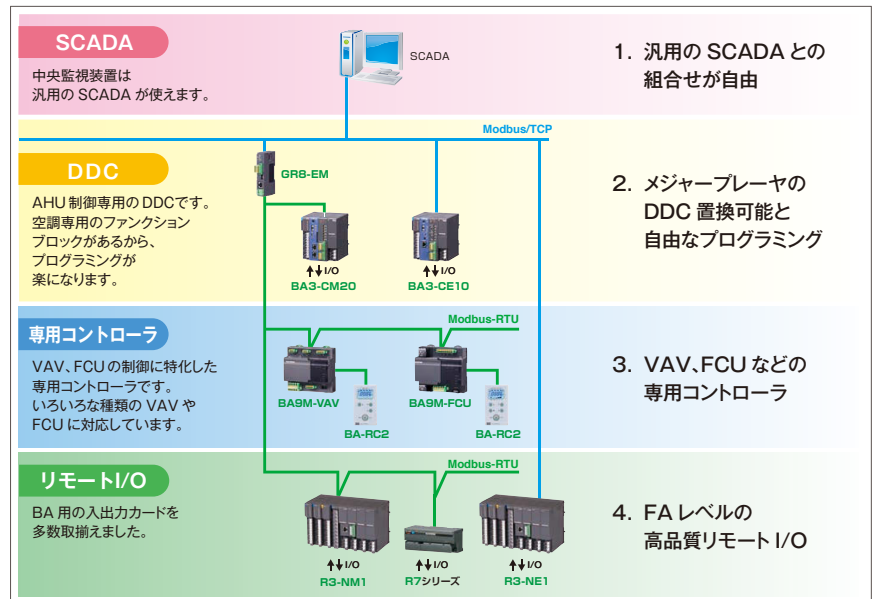 SCADA
中央監視装置は
汎用の SCADA が使えます。
SCADA
1. 汎用の SCADA との
組合せが自由
Modbus/TCP
DDC
AHU 制御専用の DDCです。
空調専用のファンクション
ブロックがあるから、
プログラミングが
楽になります。
GR8-EM
I/O
BA3-CM20
I/O
BA3-CE10
2. メジャープレーヤの
DDC 置換可能と
自由なプログラミング
専用コントローラ
VAV、FCU の制御に特化した
専用コントローラです。
いろいろな種類の VAV や
FCU に対応しています。
Modbus-RTU
BA9M-VAV
BA-RC2
BA9M-FCU
BA-RC2
3. VAV、FCU などの
専用コントローラ
リモートI/O
BA 用の入出力カードを
多数取揃えました。
Modbus-RTU
I/O
R3-NM1
I/O
R7シリーズ
I/O
R3-NE1
4. FA レベルの
高品質リモート I/O